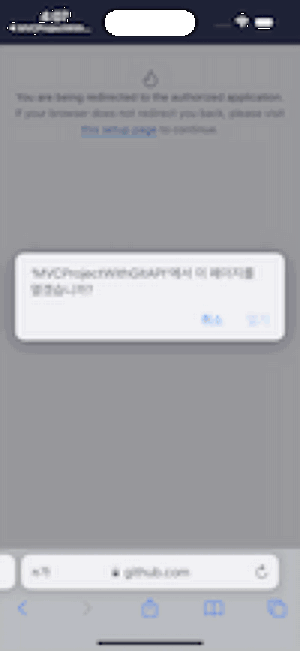 4:07
You are being redirected to the authorized application.
If your browser does not redirect you back, please visit
this setup page to continue.
'MVCProjectWithGitAPI'에서 이 페이지를
열겠습니까?
취소 열기
가가 github.com